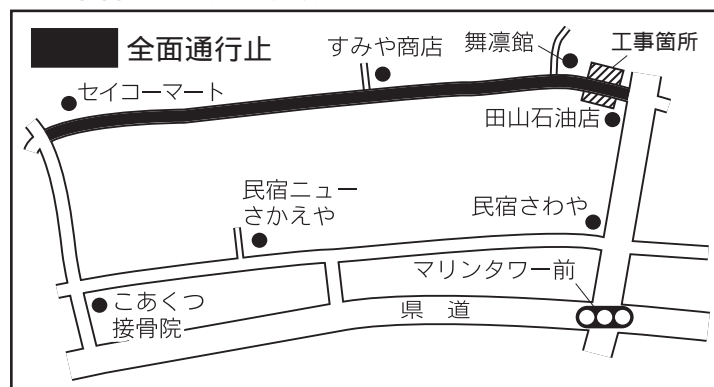 全面通行止
すみや商店
舞凛館
工事箇所
セイコーマート
田山石油店
民宿ニュー
さかえや
民宿さわや
マリンタワー前
こあくつ
接骨院
県 道